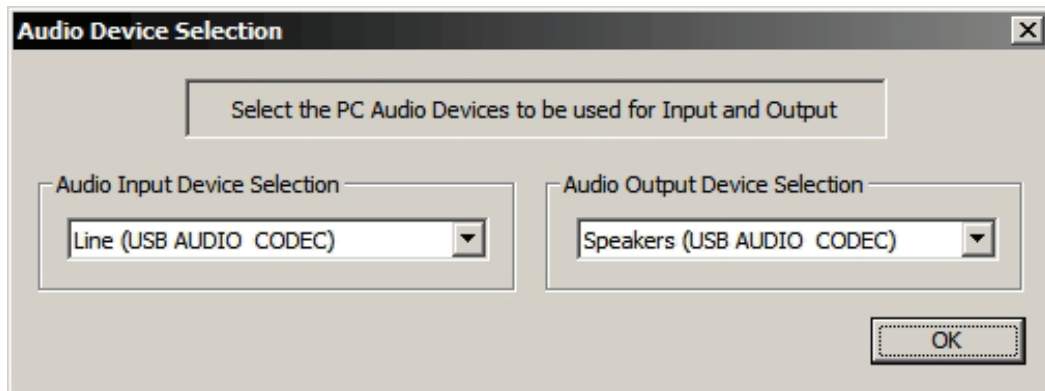 Audio Device Selection
Select the PC Audio Devices to be used for Input and Output
Audio Input Device Selection
Line (USB AUDIO  CODEC)
Audio Output Device Selection
Speakers (USB AUDIO  CODEC)
OK